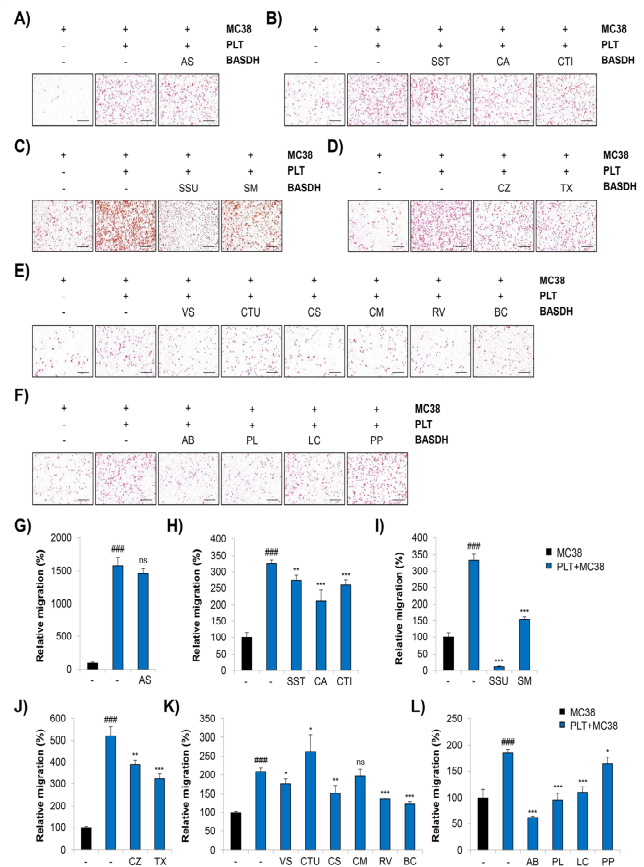 A)
+ + + MC38
- + + PLT
- - AS BASDH
B)
+ + + + + MC38
- + + + + PLT
- - SST CA CTI BASDH
C)
+ + + + MC38
- + + + PLT
- - SSU SM BASDH
D)
+ + + + MC38
- + + + PLT
- - CZ TX BASDH
E)
+ + + + + + + + MC38
- + + + + + + + PLT
- - VS CTU CS CM RV BC BASDH
F)
+ + + + + + MC38
- + + + + + PLT
- - AB PL LC PP BASDH
G)
Relative migration (%)
2000
1500
1000
500
0
###
ns
- - AS
H)
Relative migration (%)
400
350
300
250
200
150
100
50
0
###
**
***
***
- - SST CA CTI
I)
Relative migration (%)
400
350
300
250
200
150
100
50
0
###
***
***
- - SSU SM
MC38
PLT+MC38
J)
Relative migration (%)
600
500
400
300
200
100
0
###
**
***
- - CZ TX
K)
Relative migration (%)
350
300
250
200
150
100
50
0
###
*
*
**
ns
***
***
- - VS CTU CS CM RV BC
L)
Relative migration (%)
250
200
150
100
50
0
###
***
***
***
*
- - AB PL LC PP
MC38
PLT+MC38